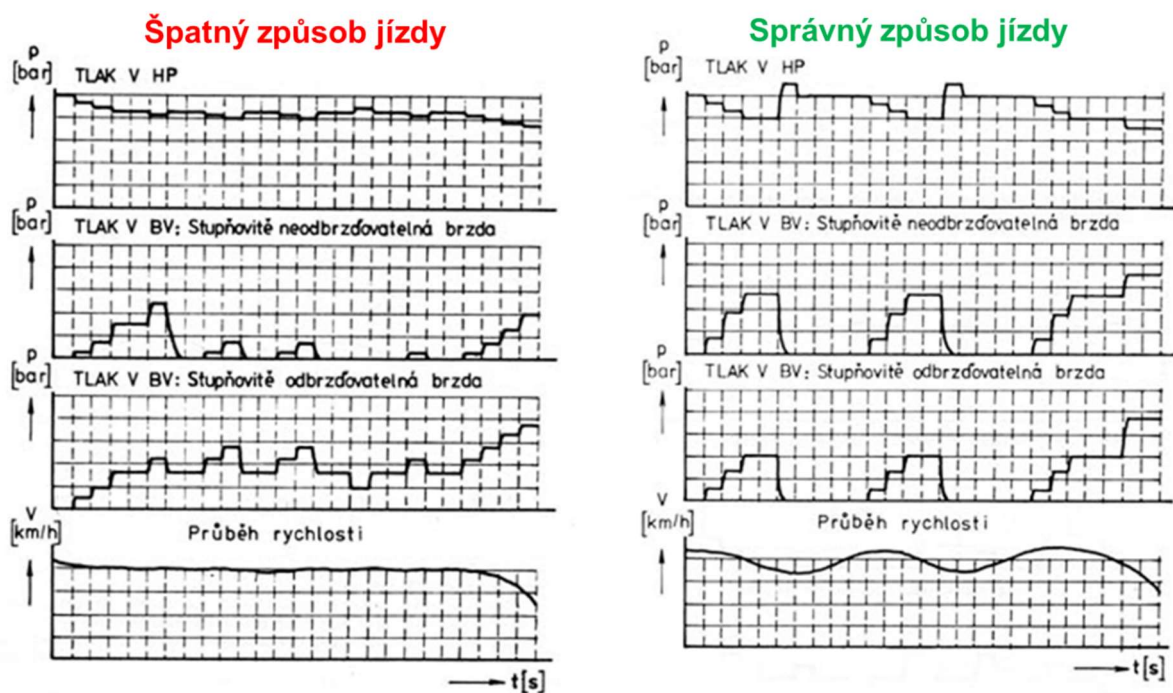 Špatný způsob jízdy
p
[bar]
TLAK V HP
p
[bar]
TLAK V BV: Stupňovitě neodbrzďovatelná brzda
p
[bar]
TLAK V BV: Stupňovitě odbrzďovatelná brzda
v
[km/h]
Průběh rychlosti
t[s]
Správný způsob jízdy
p
[bar]
TLAK V HP
p
[bar]
TLAK V BV: Stupňovitě neodbrzďovatelná brzda
p
[bar]
TLAK V BV: Stupňovitě odbrzďovatelná brzda
v
[km/h]
Průběh rychlosti
t[s]